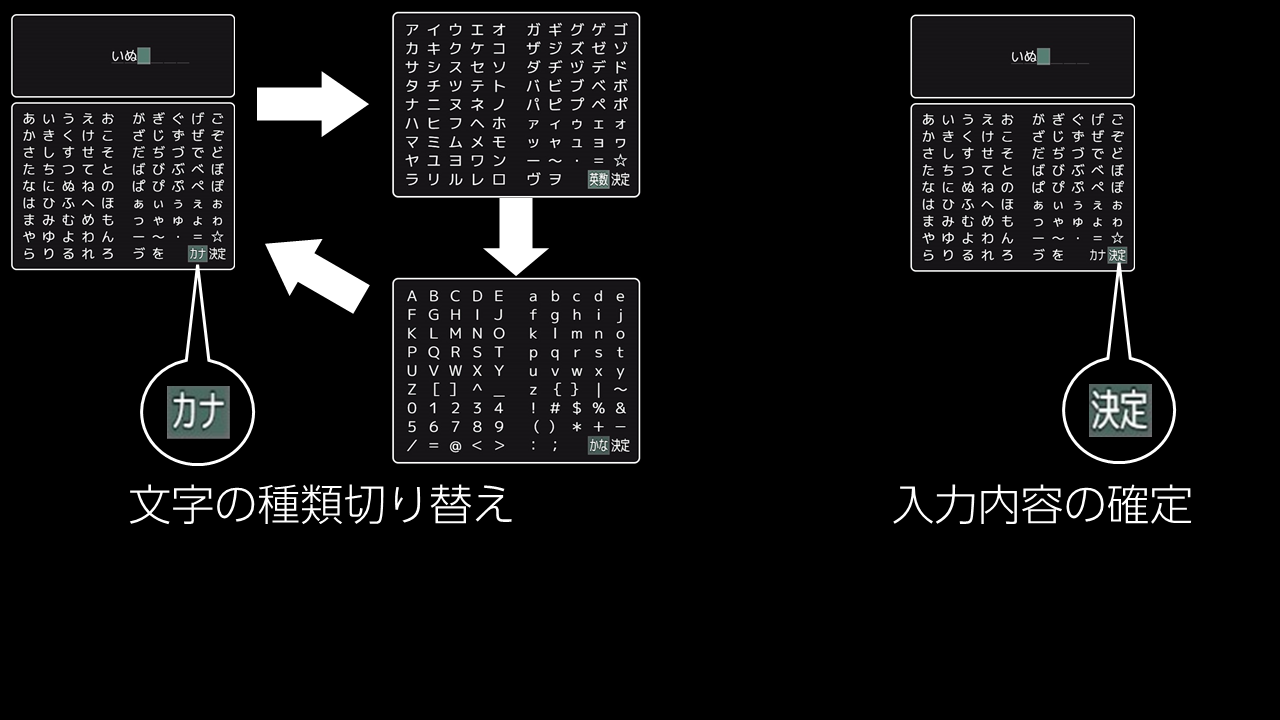 いぬ
あいうえお がぎぐげご
かきくけこ ざじずぜぞ
さしすせそ だぢづでど
たちつてと ばびぶべぼ
なにぬねの ぱぴぷぺぽ
はひふへほ ぁぃぅぇぉ
まみむめも っゃゅょゎ
やゆよわん ー～・=☆
らりるれろ ゔを カナ 決定
アイウエオ ガギグゲゴ
カキクケコ ザジズゼゾ
サシスセソ ダヂヅデド
タチツテト バビブベボ
ナニヌネノ パピプペポ
ハヒフヘホ ァィゥェォ
マミムメモ ッャュョヮ
ヤユヨワン ー～・=☆
ラリルレロ ヴヲ 英数 決定
A B C D E a b c d e
F G H I J f g h i j
K L M N O k l m n o
P Q R S T p q r s t
U V W X Y u v w x y
Z [ ] ^ _ z { } | ～
0 1 2 3 4 ! # $ % &
5 6 7 8 9 ( ) * + −
/ = @ < > : ; かな 決定
カナ
文字の種類切り替え
いぬ
あいうえお がぎぐげご
かきくけこ ざじずぜぞ
さしすせそ だぢづでど
たちつてと ばびぶべぼ
なにぬねの ぱぴぷぺぽ
はひふへほ ぁぃぅぇぉ
まみむめも っゃゅょゎ
やゆよわん ー～・=☆
らりるれろ ゔを カナ 決定
決定
入力内容の確定